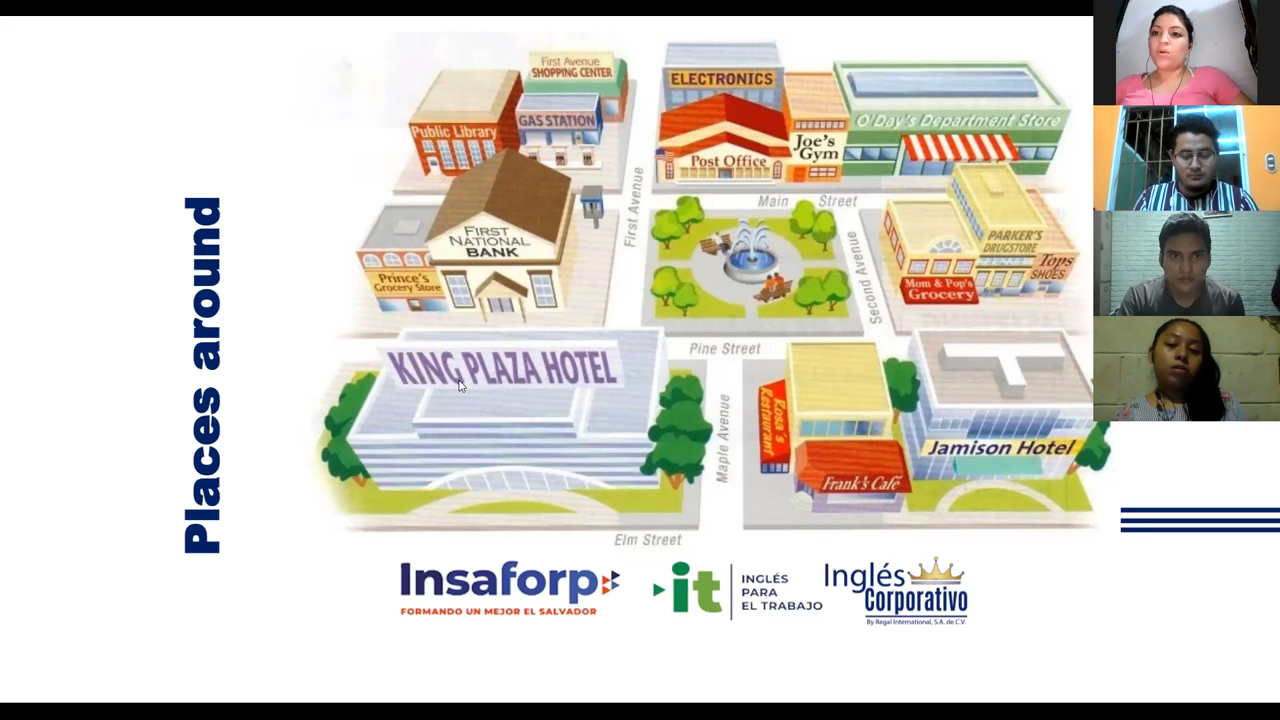 Places around
First Avenue
SHOPPING CENTER
Public Library
GAS STATION
ELECTRONICS
Post Office
Joe's
Gym
O'Day's Department Store
Main Street
First Avenue
Second Avenue
FIRST
NATIONAL
BANK
Prince's
Grocery Store
PARKER'S
DRUGSTORE
Tops
SHOES
Mom & Pop's
Grocery
Pine Street
KING PLAZA HOTEL
Maple Avenue
Rosa's
Restaurant
Frank's Café
Jamison Hotel
Elm Street
Insaforp
FORMANDO UN MEJOR EL SALVADOR
it
INGLÉS
PARA
EL TRABAJO
Inglés
Corporativo
By Regal International, S.A. de C.V.